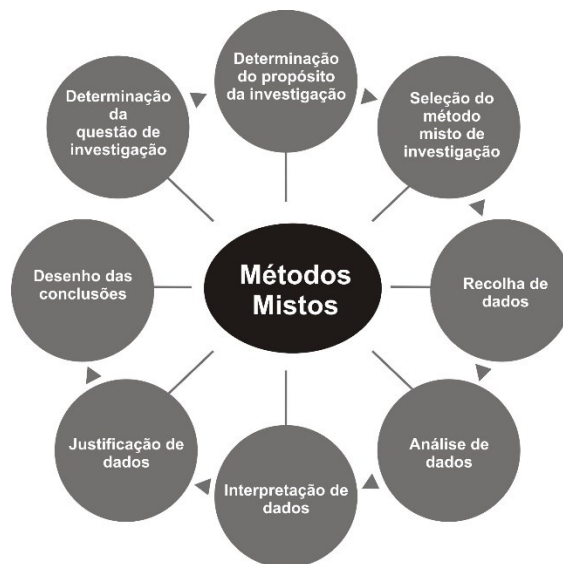 Determinação
da
questão de
investigação
Determinação
do propósito
da investigação
Seleção do
método
misto de
investigação
Recolha de
dados
Análise de
dados
Interpretação de
dados
Justificação de
dados
Desenho das
conclusões
Métodos
Mistos